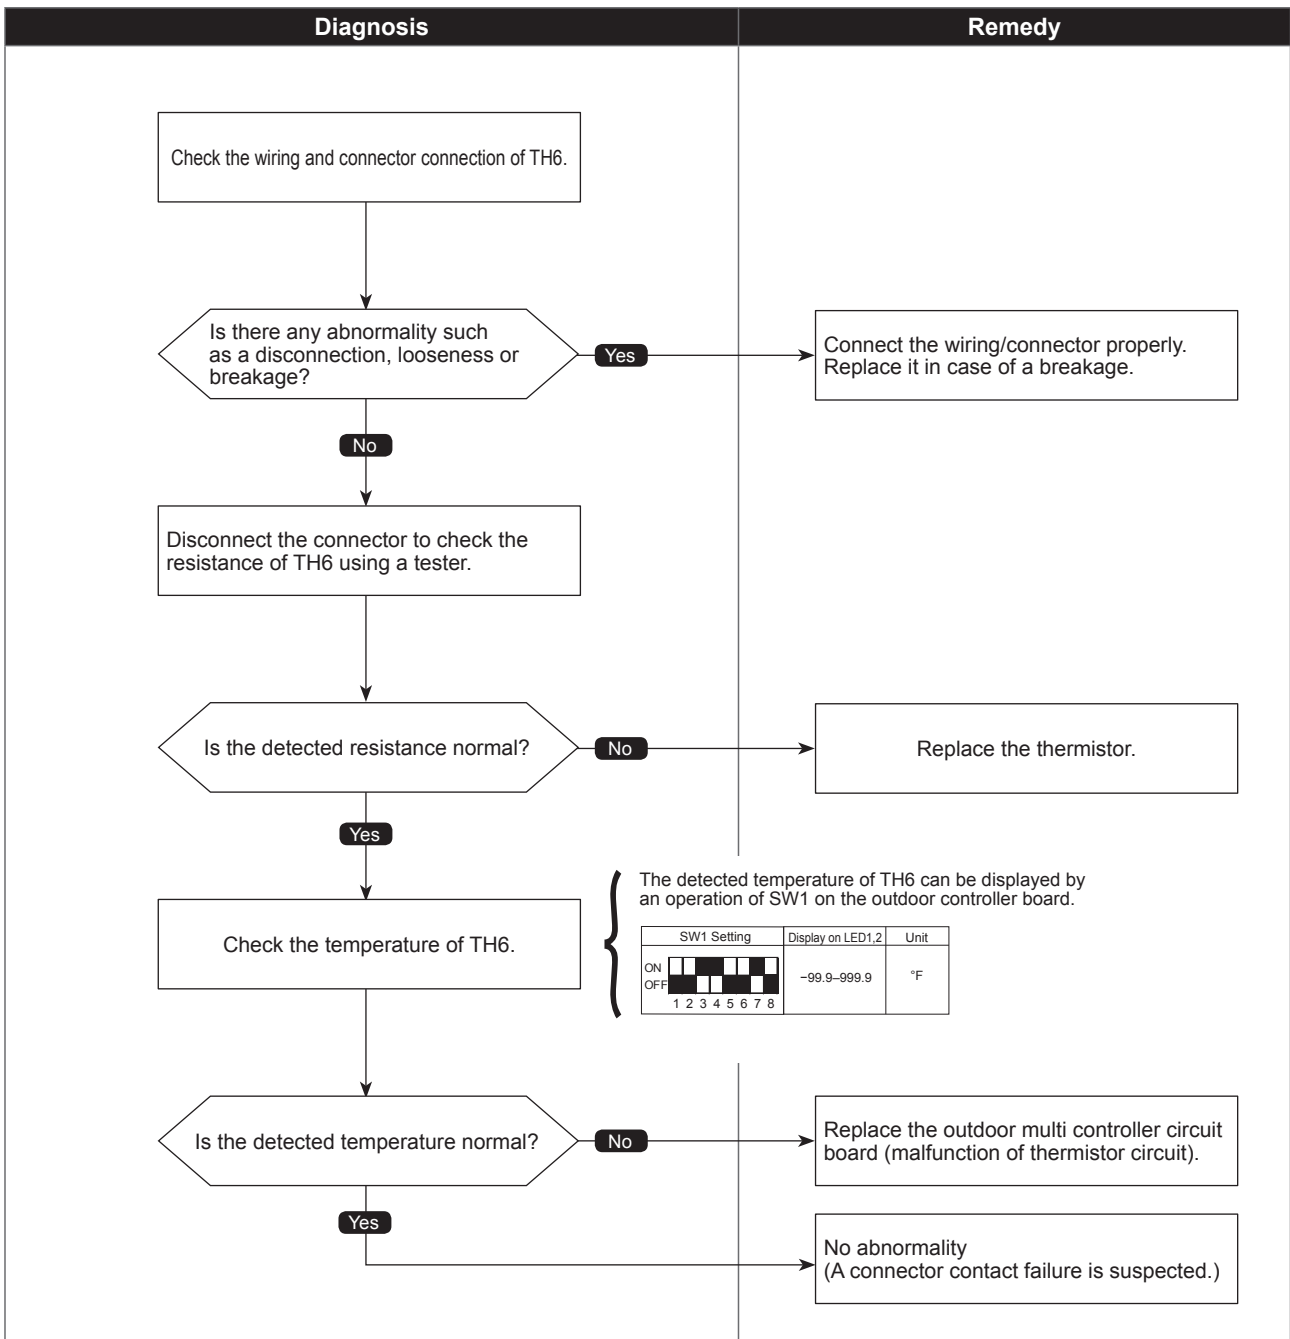 Diagnosis
Remedy
Check the wiring and connector connection of TH6.
Is there any abnormality such
as a disconnection, looseness or
breakage?
Yes
Connect the wiring/connector properly.
Replace it in case of a breakage.
No
Disconnect the connector to check the
resistance of TH6 using a tester.
Is the detected resistance normal?
No
Replace the thermistor.
Yes
Check the temperature of TH6.
The detected temperature of TH6 can be displayed by
an operation of SW1 on the outdoor controller board.
SW1 Setting
Display on LED1,2
Unit
ON
OFF
1 2 3 4 5 6 7 8
−99.9–999.9
°F
Is the detected temperature normal?
No
Replace the outdoor multi controller circuit
board (malfunction of thermistor circuit).
Yes
No abnormality
(A connector contact failure is suspected.)